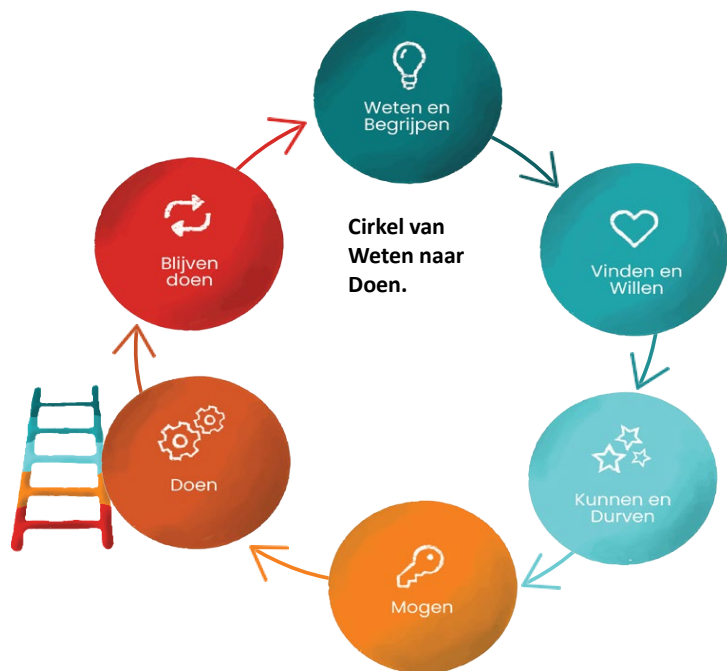 Weten en
Begrijpen
Vinden en
Willen
Kunnen en
Durven
Mogen
Doen
Blijven
doen
Cirkel van
Weten naar
Doen.